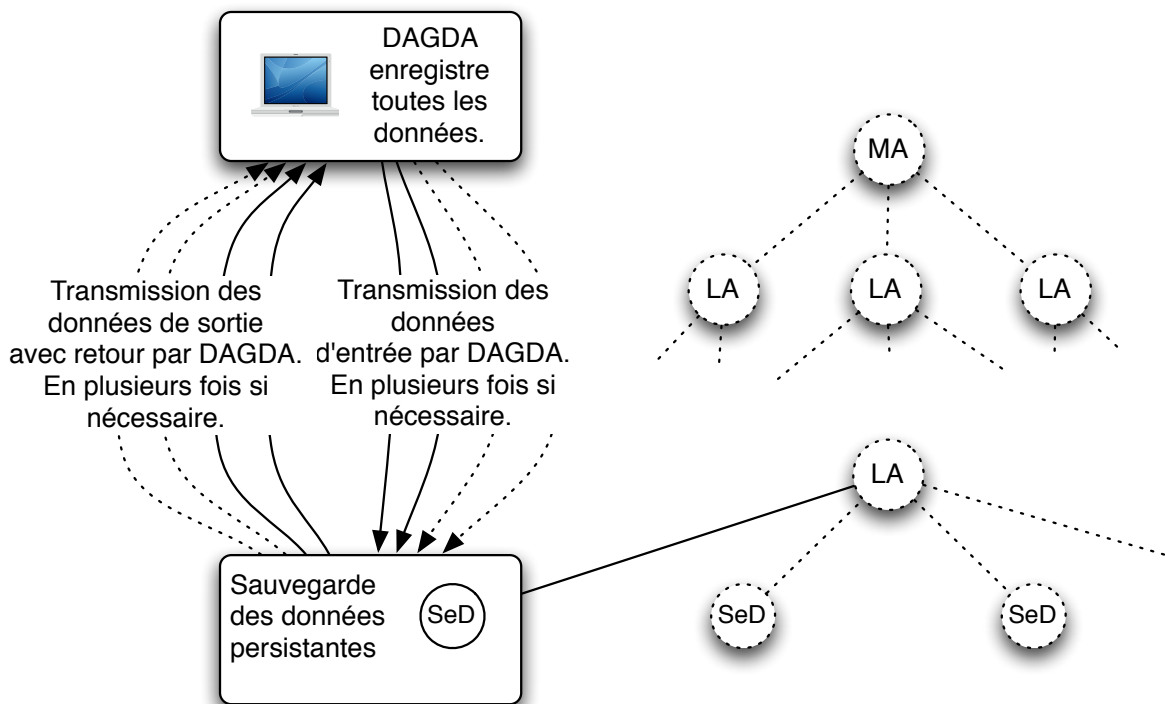 DAGDA
enregistre
toutes les
données.
MA
LA
LA
LA
Transmission des
données de sortie
avec retour par DAGDA.
En plusieurs fois si
nécessaire.
Transmission des
données
d'entrée par DAGDA.
En plusieurs fois si
nécessaire.
LA
Sauvegarde
des données
persistantes
SeD
SeD
SeD